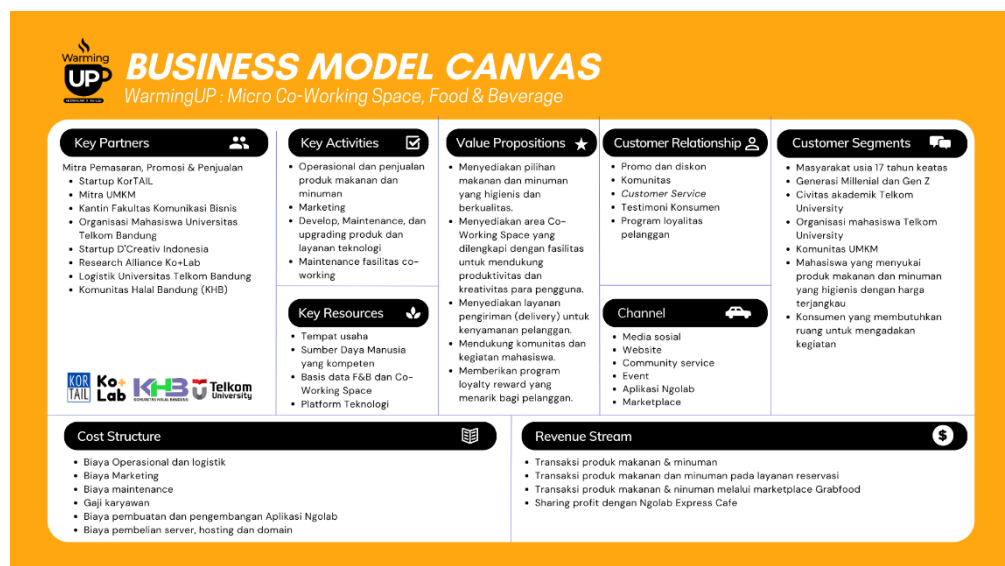 Warming
UP
BUSINESS MODEL CANVAS
WarmingUP : Micro Co-Working Space, Food & Beverage
Key Partners
Mitra Pemasaran, Promosi & Penjualan
• Startup KorTAIL
• Mitra UMKM
• Kantin Fakultas Komunikasi Bisnis
• Organisasi Mahasiswa Universitas
Telkom Bandung
• Startup D'Creativ Indonesia
• Research Alliance Ko+Lab
• Logistik Universitas Telkom Bandung
• Komunitas Halal Bandung (KHB)
KOR
TAIL
Ko+
Lab
KHB
KOMUNITAS HALAL BANDUNG
Telkom
University
Key Activities
• Operasional dan penjualan
produk makanan dan
minuman
• Marketing
• Develop, Maintenance, dan
upgrading produk dan
layanan teknologi
• Maintenance fasilitas co-
working
Key Resources
• Tempat usaha
• Sumber Daya Manusia
yang kompeten
• Basis data F&B dan Co-
Working Space
• Platform Teknologi
Value Propositions
• Menyediakan pilihan
makanan dan minuman
yang higienis dan
berkualitas.
• Menyediakan area Co-
Working Space yang
dilengkapi dengan fasilitas
untuk mendukung
produktivitas dan
kreativitas para pengguna.
• Menyediakan layanan
pengiriman (delivery) untuk
kenyamanan pelanggan.
• Mendukung komunitas dan
kegiatan mahasiswa.
• Memberikan program
loyalty reward yang
menarik bagi pelanggan.
Customer Relationship
• Promo dan diskon
• Komunitas
• Customer Service
• Testimoni Konsumen
• Program loyalitas
pelanggan
Channel
• Media sosial
• Website
• Community service
• Event
• Aplikasi Ngolab
• Marketplace
Customer Segments
• Masyarakat usia 17 tahun keatas
• Generasi Millenial dan Gen Z
• Civitas akademik Telkom
University
• Organisasi mahasiswa Telkom
University
• Komunitas UMKM
• Mahasiswa yang menyukai
produk makanan dan minuman
yang higienis dengan harga
terjangkau
• Konsumen yang membutuhkan
ruang untuk mengadakan
kegiatan
Cost Structure
• Biaya Operasional dan logistik
• Biaya Marketing
• Biaya maintenance
• Gaji karyawan
• Biaya pembuatan dan pengembangan Aplikasi Ngolab
• Biaya pembelian server, hosting dan domain
Revenue Stream
$
• Transaksi produk makanan & minuman
• Transaksi produk makanan dan minuman pada layanan reservasi
• Transaksi produk makanan & ninuman melalui marketplace Grabfood
• Sharing profit dengan Ngolab Express Cafe